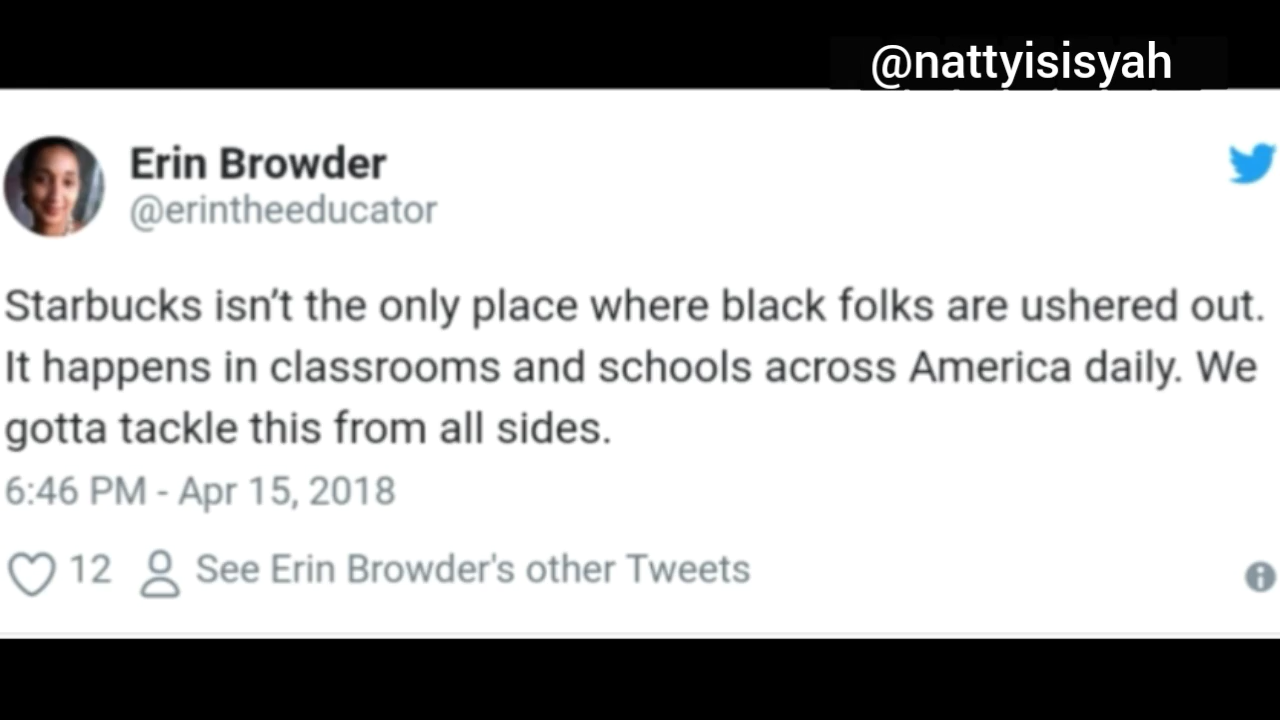 @nattyisisyah
Erin Browder
@erintheeducator
Starbucks isn’t the only place where black folks are ushered out.
It happens in classrooms and schools across America daily. We
gotta tackle this from all sides.
6:46 PM - Apr 15, 2018
12 See Erin Browder's other Tweets